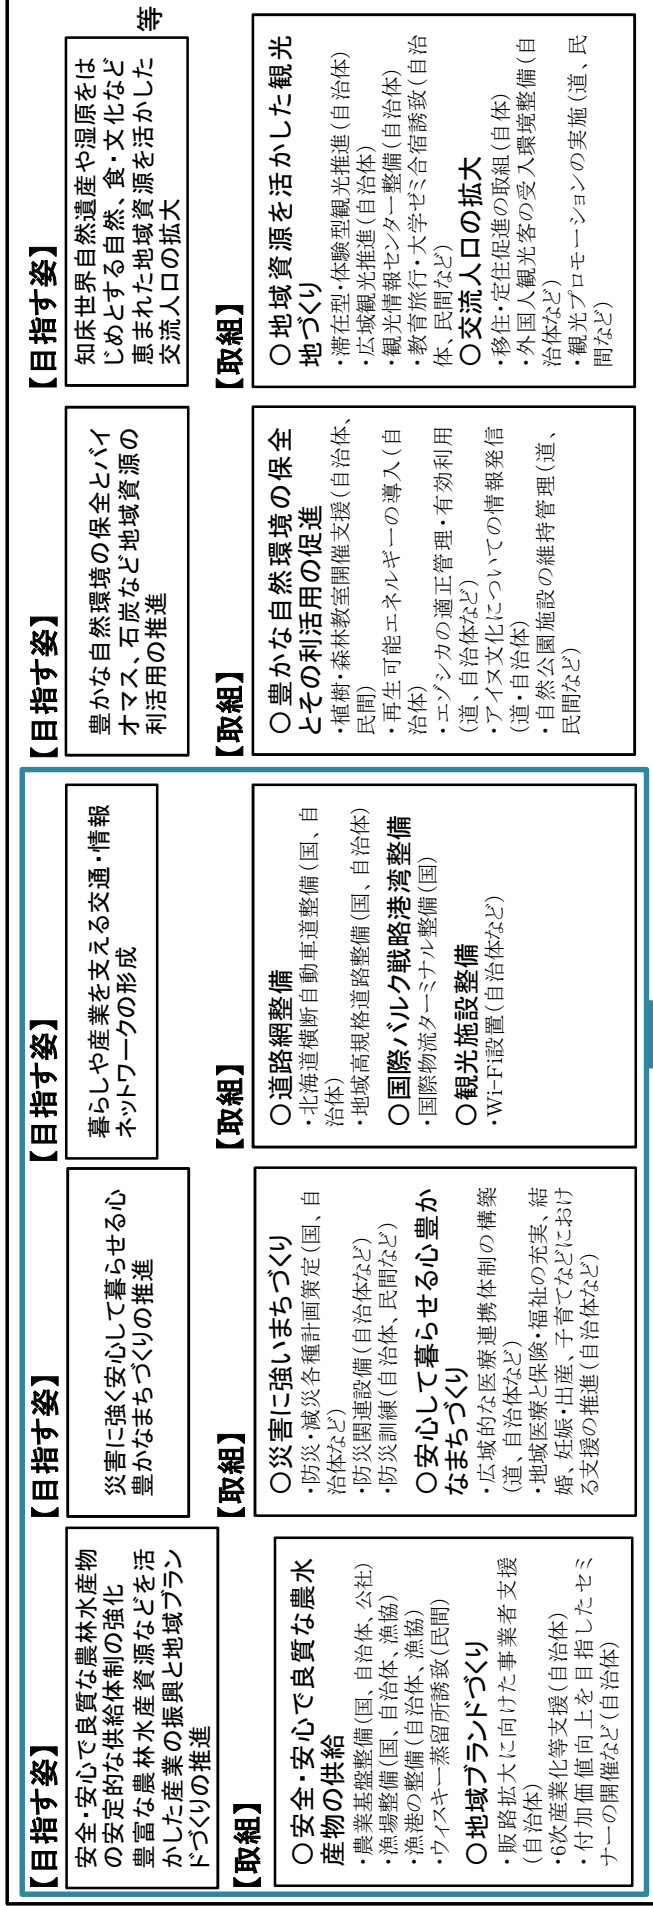 【目指す姿】
安全・安心で良質な農林水産物
の安定的な供給体制の強化
豊富な農林水産資源などを活
かした産業の振興と地域ブラン
ドづくりの推進
【取組】
○安全・安心で良質な農水
産物の供給
・農業基盤整備(国、自治体、公社)
・漁場整備(国、自治体、漁協)
・漁港の整備(自治体、漁協)
・ウィスキー蒸留所誘致(民間)
○地域ブランドづくり
・販路拡大に向けた事業者支援
(自治体)
・6次産業化等支援(自治体)
・付加価値向上を目指したセミ
ナーの開催など(自治体)
【目指す姿】
災害に強く安心して暮らせる心
豊かなまちづくりの推進
【取組】
○災害に強いまちづくり
・防災・減災各種計画策定(国、自
治体など)
・防災関連設備(自治体など)
・防災訓練(自治体、民間など)
○安心して暮らせる心豊か
なまちづくり
・広域的な医療連携体制の構築
(道、自治体など)
・地域医療と保険・福祉の充実、結
婚、妊娠・出産、子育てなどにおけ
る支援の推進(自治体など)
【目指す姿】
暮らしや産業を支える交通・情報
ネットワークの形成
【取組】
○道路網整備
・北海道横断自動車道整備(国、自
治体)
・地域高規格道路整備(国、自治体)
○国際バルク戦略港湾整備
・国際物流ターミナル整備(国)
○観光施設整備
・Wi-Fi設置(自治体など)
【目指す姿】
豊かな自然環境の保全とバイ
オマス、石炭など地域資源の
利活用の推進
【取組】
○豊かな自然環境の保全
とその利活用の促進
・植樹・森林教室開催支援(自治体、
民間)
・再生可能エネルギーの導入(自
治体)
・エゾシカの適正管理・有効利用
(道、自治体など)
・アイヌ文化についての情報発信
(道・自治体)
・自然公園施設の維持管理(道、
民間など)
【目指す姿】
知床世界自然遺産や湿原をは
じめとする自然、食・文化など
恵まれた地域資源を活かした
交流人口の拡大
等
【取組】
○地域資源を活かした観光
地づくり
・滞在型・体験型観光推進(自治体)
・広域観光推進(自治体)
・観光情報センター整備(自治体)
・教育旅行・大学ゼミ合宿誘致(自治
体、民間など)
○交流人口の拡大
・移住・定住促進の取組(自体)
・外国人観光客の受入環境整備(自
治体など)
・観光プロモーションの実施(道、民
間など)